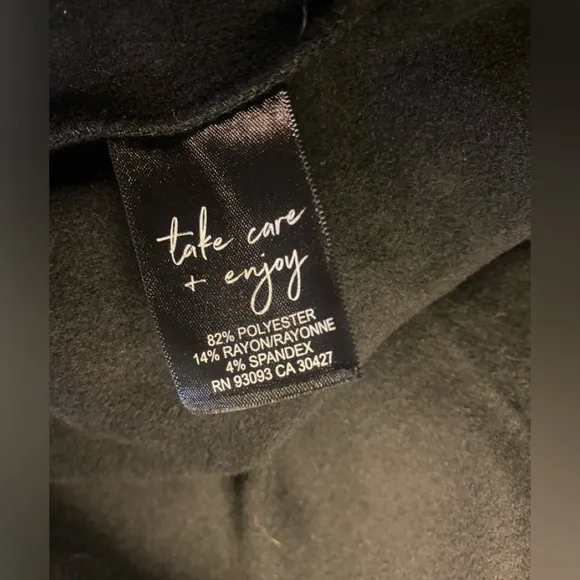 take care
+ enjoy
82% POLYESTER
14% RAYON/RAYONNE
4% SPANDEX
RN 93093 CA 30427